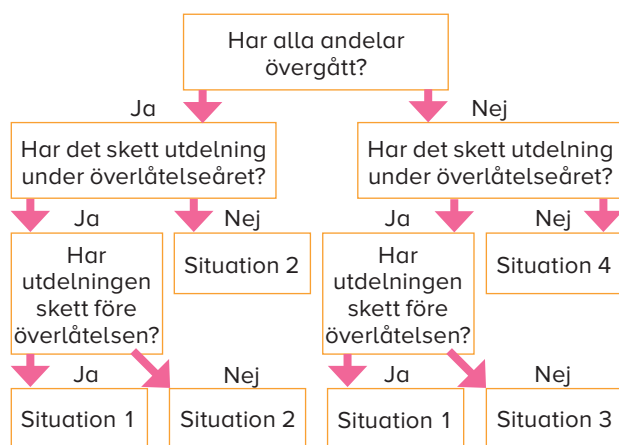 Har alla andelar
övergått?
Ja
Nej
Har det skett utdelning
under överlåtelseåret?
Har det skett utdelning
under överlåtelseåret?
Ja
Nej
Ja
Nej
Har
utdelningen
skett före
överlåtelsen?
Situation 2
Har
utdelningen
skett före
överlåtelsen?
Situation 4
Ja
Nej
Ja
Nej
Situation 1
Situation 2
Situation 1
Situation 3